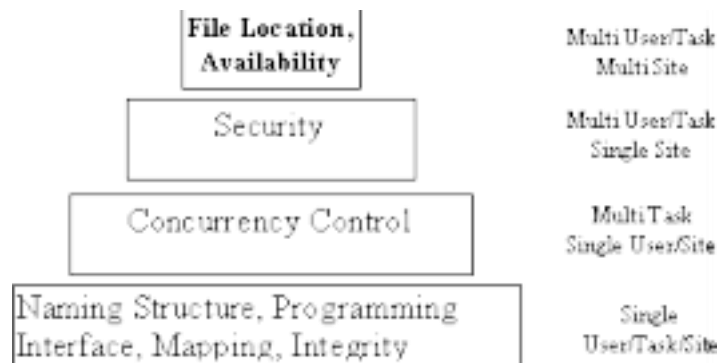 File Location,
Availability
Multi User/Task
Multi Site
Security
Multi User/Task
Single Site
Concurrency Control
Multi Task
Single User/Site
Naming Structure, Programming
Interface, Mapping, Integrity
Single
User/Task/Site